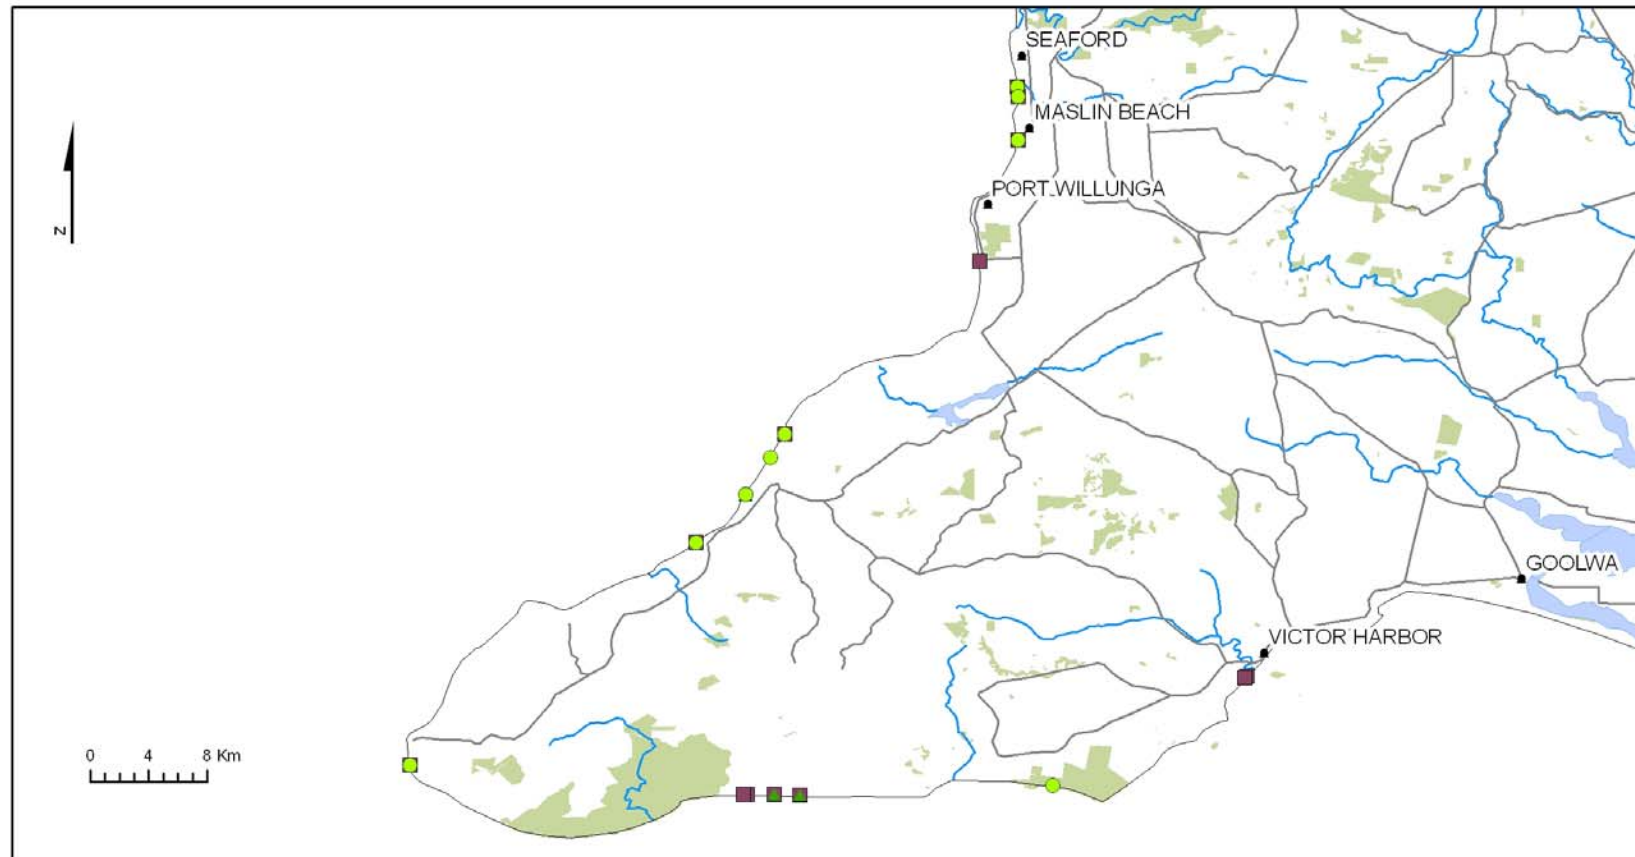 SEAFORD
MASLIN BEACH
PORT WILLUNGA
Z
GOOLWA
VICTOR HARBOR
0 4 8 Km